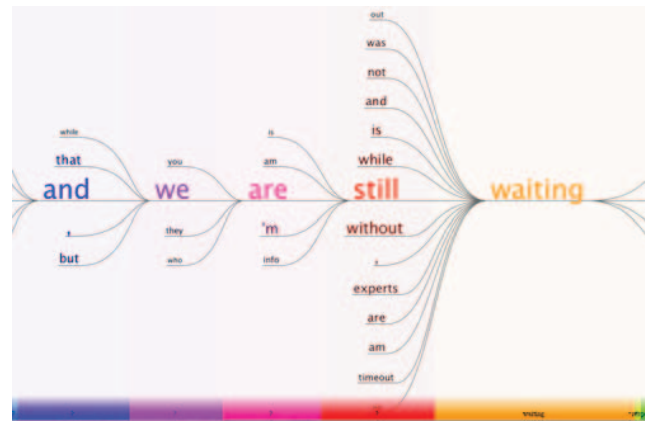 while
that
and
,
but
you
we
they
who
is
am
are
'm
info
out
was
not
and
is
while
still
without
,
experts
are
am
timeout
waiting
waiting